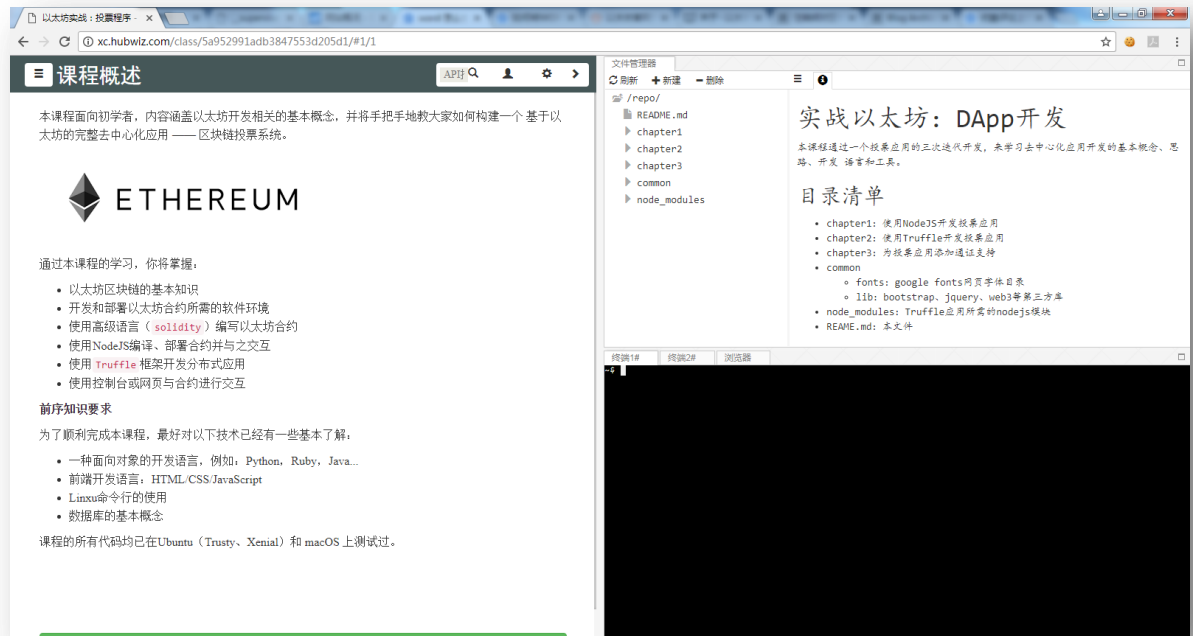 以太坊实战：投票程序 -
xc.hubwiz.com/class/5a952991adb3847553d205d1/#1/1
课程概述
API
本课程面向初学者，内容涵盖以太坊开发相关的基本概念，并将手把手地教大家如何构建一个 基于以
太坊的完整去中心化应用 —— 区块链投票系统。
ETHEREUM
通过本课程的学习，你将掌握：
• 以太坊区块链的基本知识
• 开发和部署以太坊合约所需的软件环境
• 使用高级语言（ solidity ）编写以太坊合约
• 使用NodeJS编译、部署合约并与之交互
• 使用 Truffle 框架开发分布式应用
• 使用控制台或网页与合约进行交互
前序知识要求
为了顺利完成本课程，最好对以下技术已经有一些基本了解：
• 一种面向对象的开发语言，例如：Python，Ruby，Java...
• 前端开发语言：HTML/CSS/JavaScript
• Linxu命令行的使用
• 数据库的基本概念
课程的所有代码均已在Ubuntu（Trusty、Xenial）和 macOS 上测试过。
文件管理器
刷新 新建 删除
/repo/
README.md
chapter1
chapter2
chapter3
common
node_modules
实战以太坊: DApp开发
本课程通过一个投票应用的三次迭代开发，来学习去中心化应用开发的基本概念、思
路、开发 语言和工具。
目录清单
• chapter1: 使用NodeJS开发投票应用
• chapter2: 使用Truffle开发投票应用
• chapter3: 为投票应用添加通证支持
• common
fonts: google fonts网页字体目录
lib: bootstrap、jquery、web3等第三方库
• node_modules: Truffle应用所需的nodejs模块
• REAME.md: 本文件
终端1# 终端2# 浏览器
~$